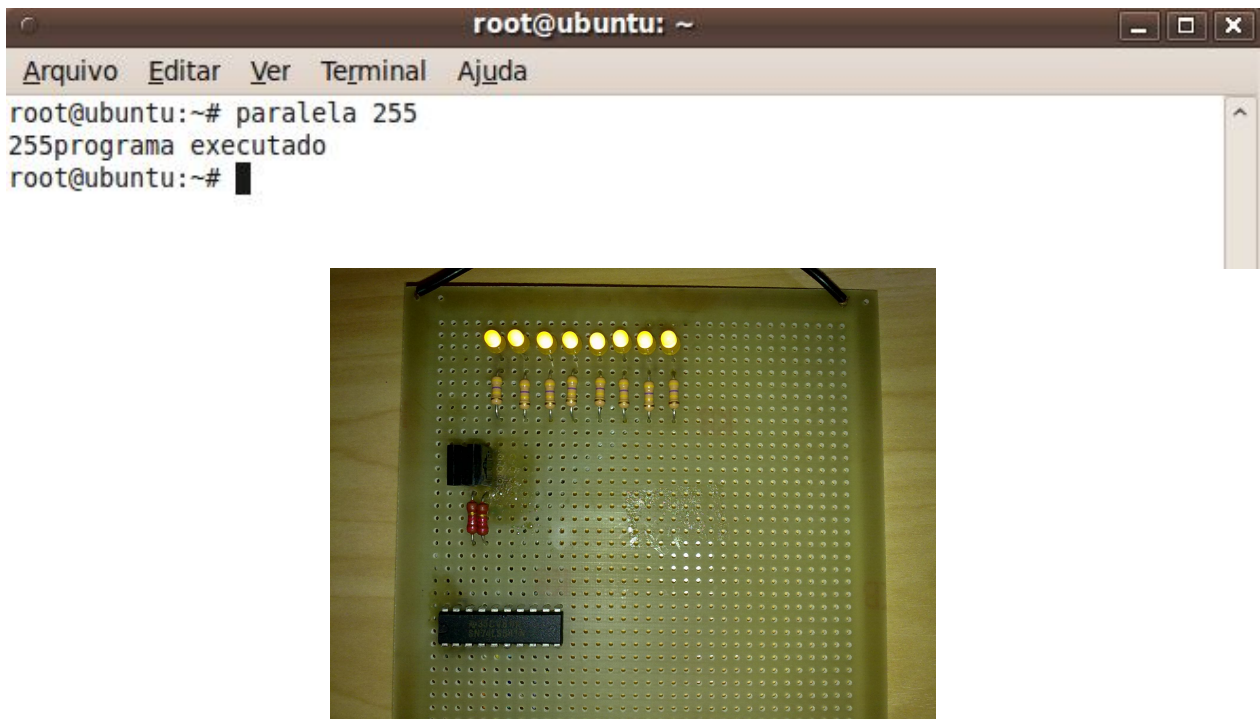 root@ubuntu: ~
Arquivo Editar Ver Terminal Ajuda
root@ubuntu:~# paralela 255
255programa executado
root@ubuntu:~#